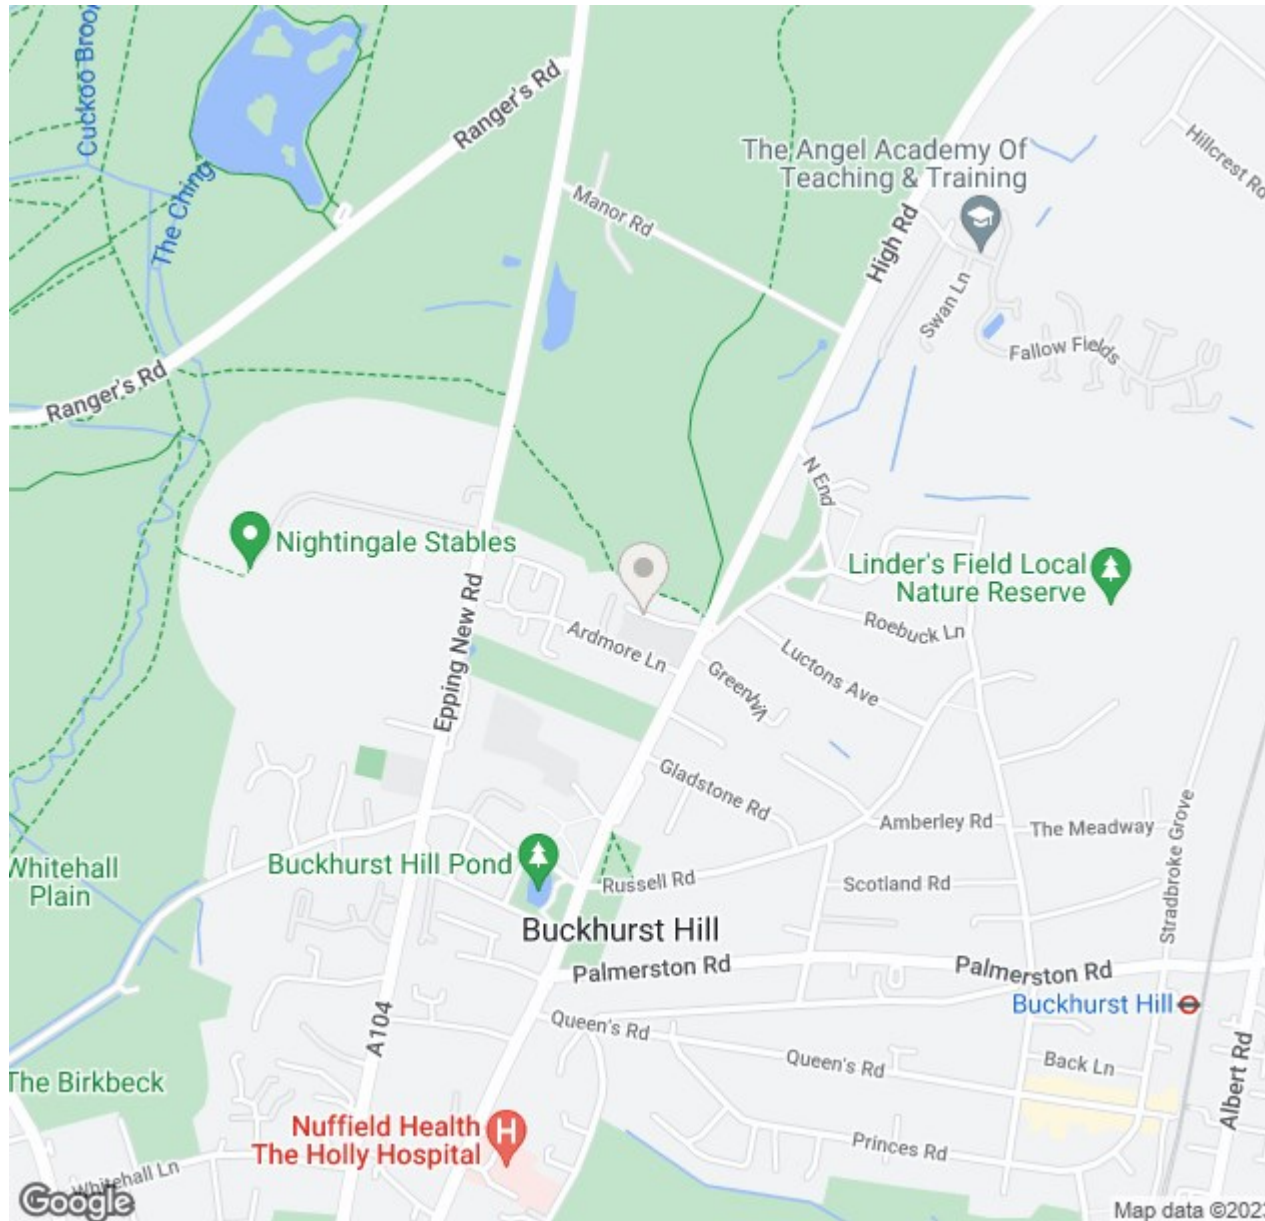 Cuckoo Broo
Ranger's Rd
The Ching
The Angel Academy Of
Teaching & Training
Hillcrest Rd
Manor Rd
High Rd
Swan Ln
Fallow Fields
Ranger's Rd
N End
Nightingale Stables
Linder's Field Local
Nature Reserve
Epping New Rd
Ardmore Ln
Roebuck Ln
Luctons Ave
Greenhill
Gladstone Rd
Amberley Rd
The Meadway
Stradbroke Grove
Whitehall
Plain
Buckhurst Hill Pond
Russell Rd
Scotland Rd
Buckhurst Hill
Palmerston Rd
Palmerston Rd
Buckhurst Hill
A104
Queen's Rd
Queen's Rd
Back Ln
Albert Rd
The Birkbeck
Nuffield Health
The Holly Hospital
H
Princes Rd
Whitehall Ln
Google
Map data ©2023